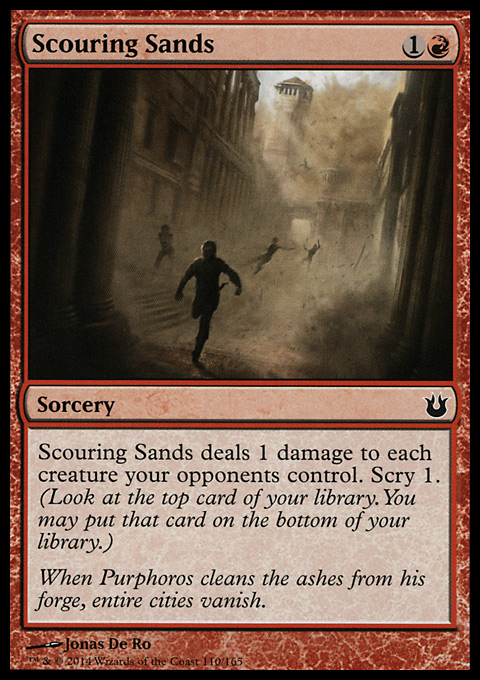 Scouring Sands 1
Sorcery
Scouring Sands deals 1 damage to each
creature your opponents control. Scry 1.
(Look at the top card of your library. You
may put that card on the bottom of your
library.)
When Purphoros cleans the ashes from his
forge, entire cities vanish.
Jonas De Ro
™ & © 2014 Wizards of the Coast 110/165